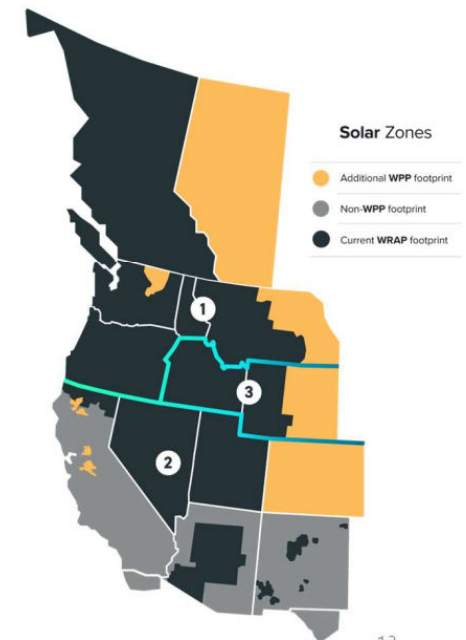 Solar Zones
Additional WPP footprint
Non-WPP footprint
Current WRAP footprint
1
3
2